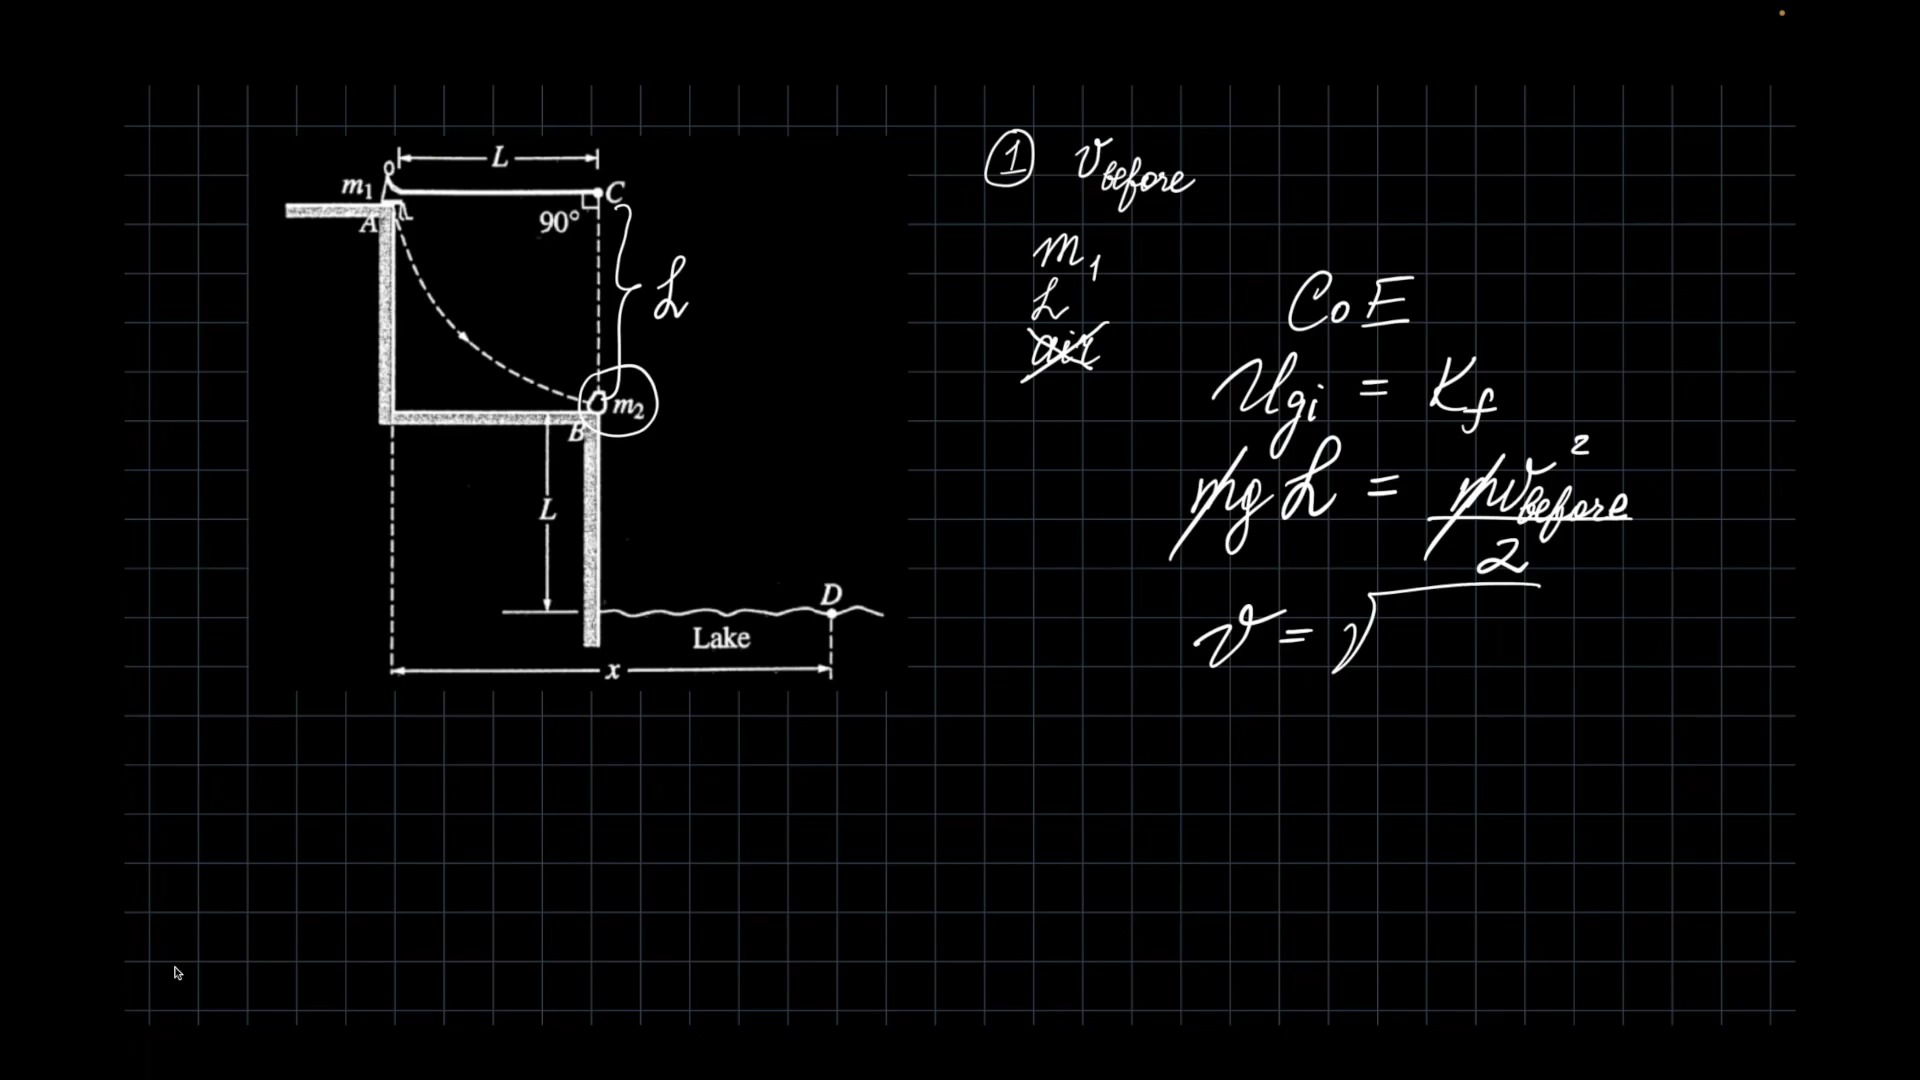 L
m₁
C
A
90°
L
m₂
B
L
D
Lake
x
① v before
m₁
L
air
CoE
Ugi = Kf
mgL = mv²before / 2
v = √